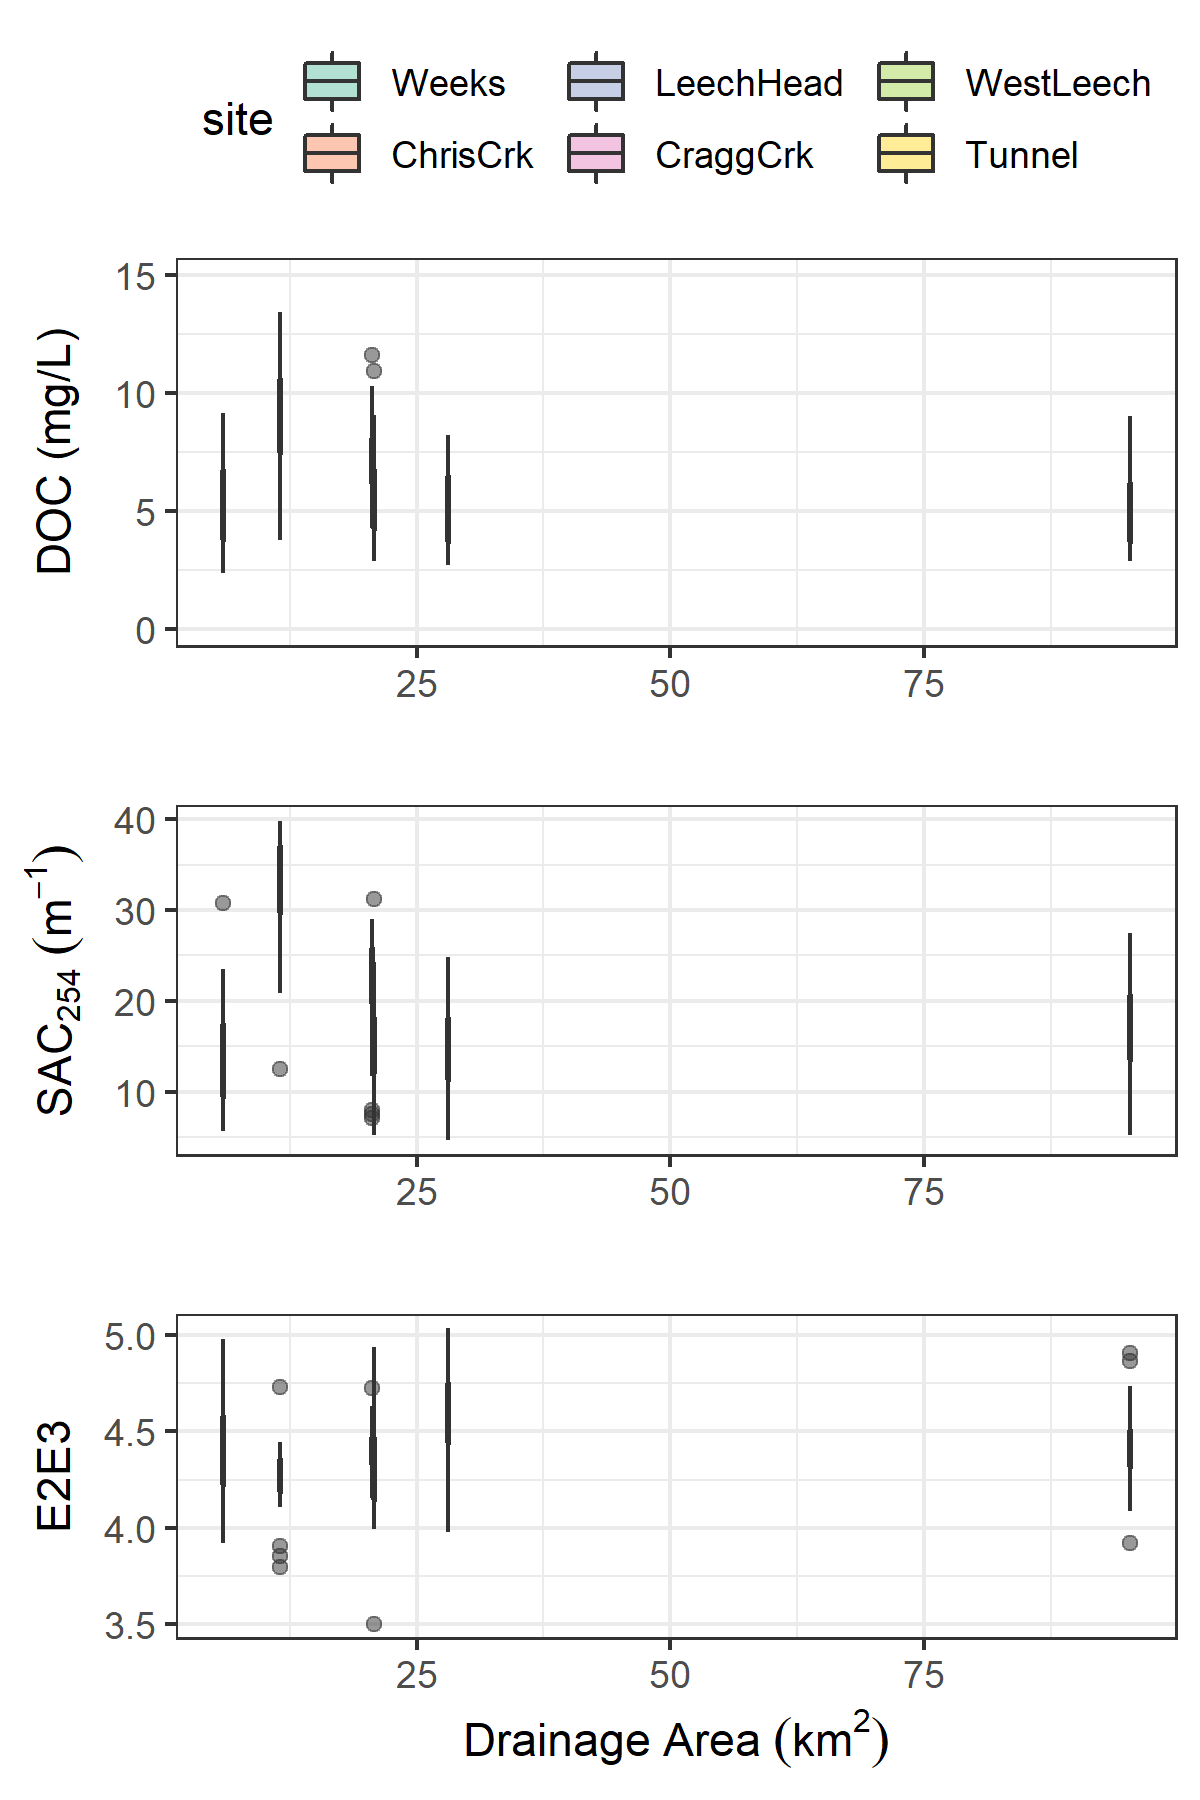 site
Weeks LeechHead WestLeech
ChrisCrk CraggCrk Tunnel
DOC (mg/L)
15
10
5
0
25 50 75
SAC₂₅₄ (m⁻¹)
40
30
20
10
25 50 75
E2E3
5.0
4.5
4.0
3.5
25 50 75
Drainage Area (km²)